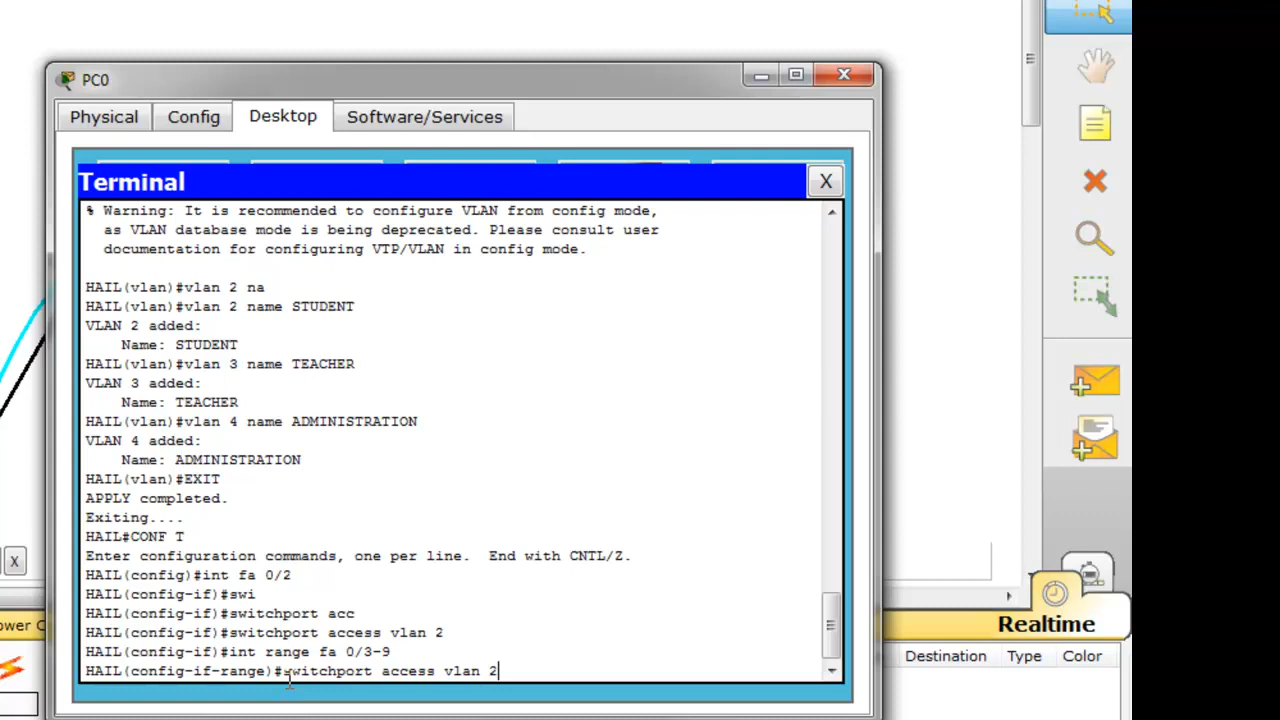 PC0
Physical
Config
Desktop
Software/Services
Terminal
X
% Warning: It is recommended to configure VLAN from config mode,
as VLAN database mode is being deprecated. Please consult user
documentation for configuring VTP/VLAN in config mode.
HAIL(vlan)#vlan 2 na
HAIL(vlan)#vlan 2 name STUDENT
VLAN 2 added:
Name: STUDENT
HAIL(vlan)#vlan 3 name TEACHER
VLAN 3 added:
Name: TEACHER
HAIL(vlan)#vlan 4 name ADMINISTRATION
VLAN 4 added:
Name: ADMINISTRATION
HAIL(vlan)#EXIT
APPLY completed.
Exiting....
HAIL#CONF T
Enter configuration commands, one per line.  End with CNTL/Z.
HAIL(config)#int fa 0/2
HAIL(config-if)#swi
HAIL(config-if)#switchport acc
HAIL(config-if)#switchport access vlan 2
HAIL(config-if)#int range fa 0/3-9
HAIL(config-if-range)#switchport access vlan 2
X
ower C
Realtime
Destination
Type
Color